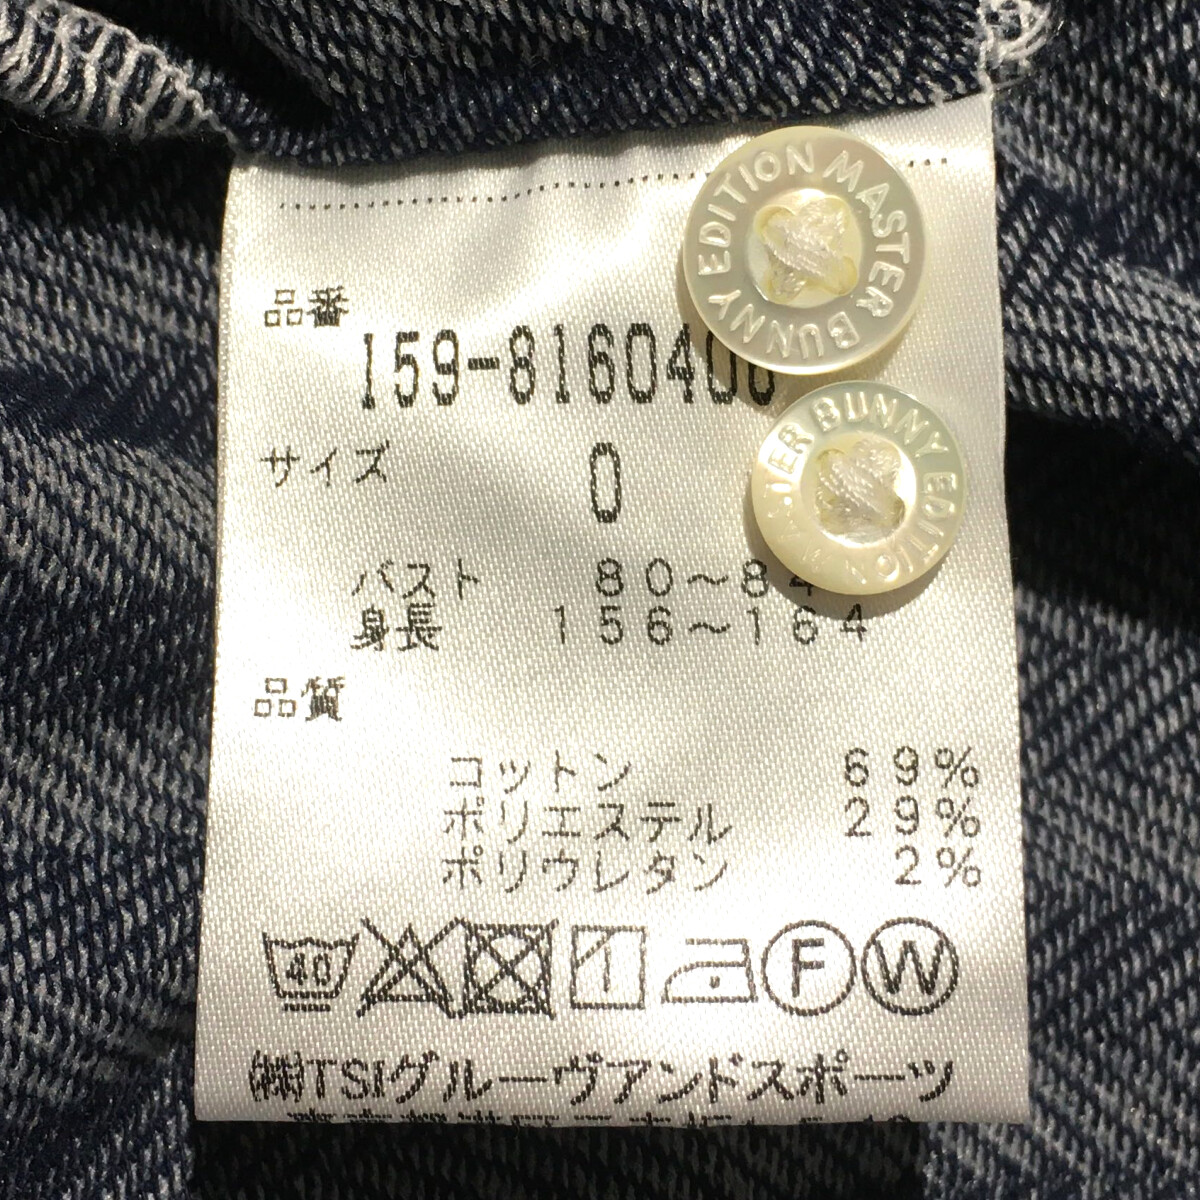 MASTER BUNNY EDITION
品番
159-8160406
サイズ
0
BUNNY EDITION
バスト 80～84
身長 156～164
品質
コットン 69%
ポリエステル 29%
ポリウレタン 2%
40 F W
㈱TSIグルーヴアンドスポーツ